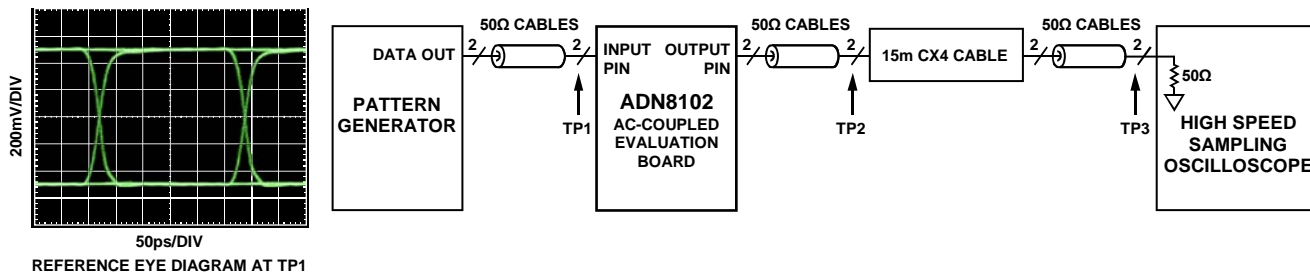 200mV/DIV
50ps/DIV
REFERENCE EYE DIAGRAM AT TP1
DATA OUT
PATTERN
GENERATOR
50Ω CABLES
2
2
TP1
INPUT
PIN
OUTPUT
PIN
ADN8102
AC-COUPLED
EVALUATION
BOARD
50Ω CABLES
2
2
TP2
15m CX4 CABLE
50Ω CABLES
2
2
TP3
50Ω
HIGH SPEED
SAMPLING
OSCILLOSCOPE